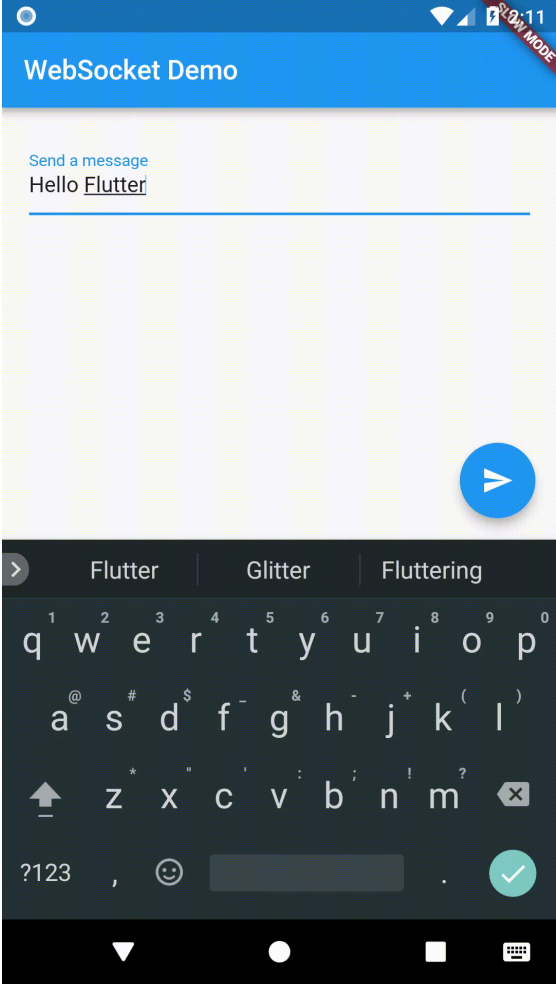 2:11
SLOW MODE
WebSocket Demo
Send a message
Hello Flutter
Flutter Glitter Fluttering
1 2 3 4 5 6 7 8 9 0
q w e r t y u i o p
@ # $ _ & - + ( )
a s d f g h j k l
* " ' : ; ! ?
z x c v b n m
?123 , .